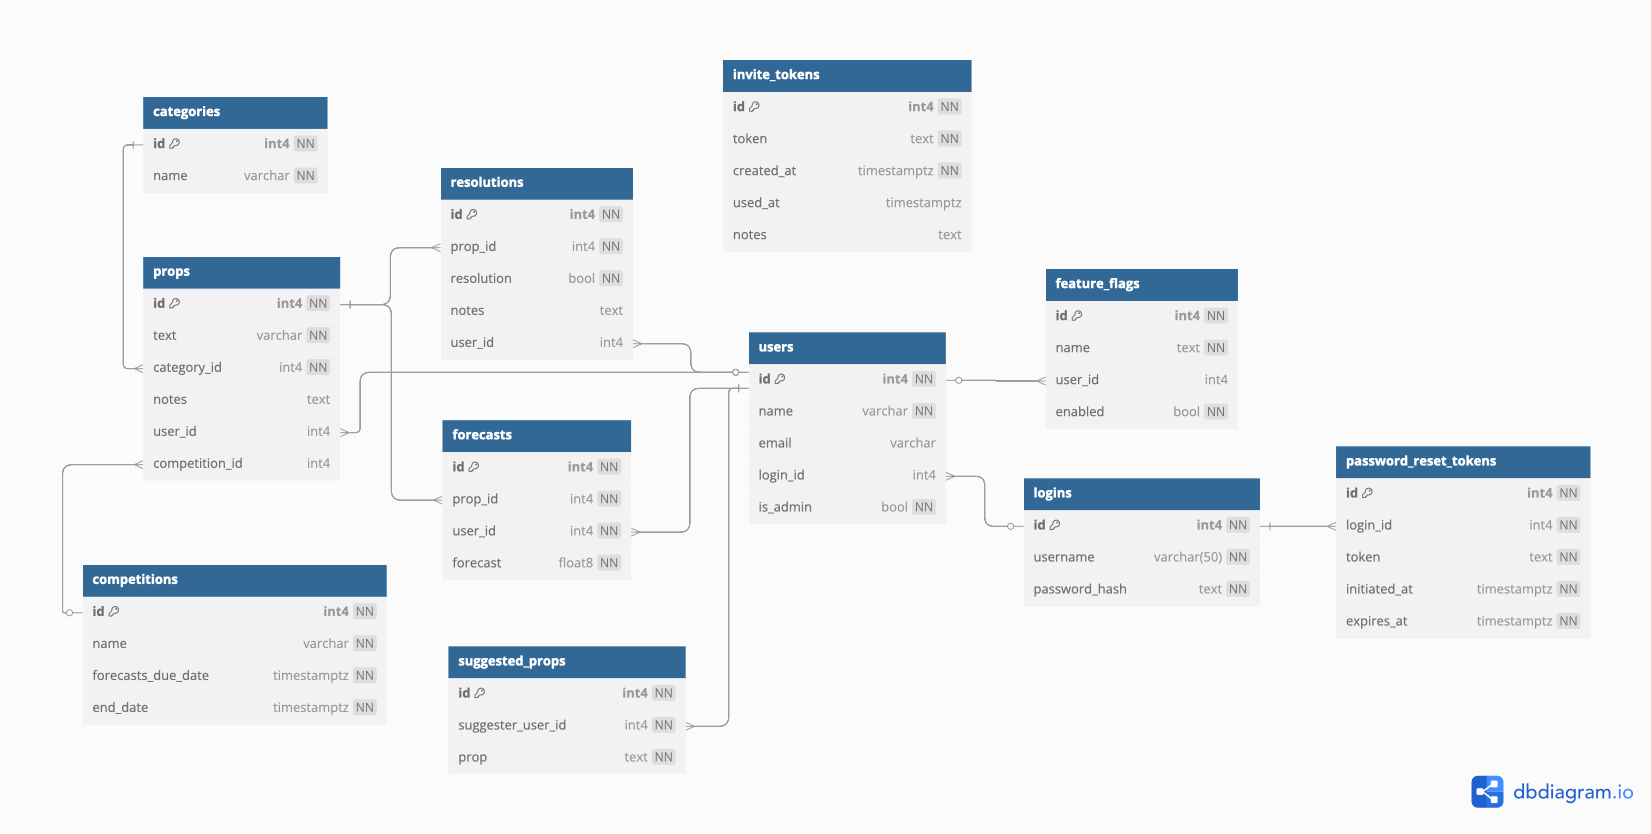 categories
id int4 NN
name varchar NN
props
id int4 NN
text varchar NN
category_id int4 NN
notes text
user_id int4
competition_id int4
competitions
id int4 NN
name varchar NN
forecasts_due_date timestamptz NN
end_date timestamptz NN
resolutions
id int4 NN
prop_id int4 NN
resolution bool NN
notes text
user_id int4
forecasts
id int4 NN
prop_id int4 NN
user_id int4 NN
forecast float8 NN
suggested_props
id int4 NN
suggester_user_id int4 NN
prop text NN
invite_tokens
id int4 NN
token text NN
created_at timestamptz NN
used_at timestamptz
notes text
users
id int4 NN
name varchar NN
email varchar
login_id int4
is_admin bool NN
feature_flags
id int4 NN
name text NN
user_id int4
enabled bool NN
logins
id int4 NN
username varchar(50) NN
password_hash text NN
password_reset_tokens
id int4 NN
login_id int4 NN
token text NN
initiated_at timestamptz NN
expires_at timestamptz NN
dbdiagram.io